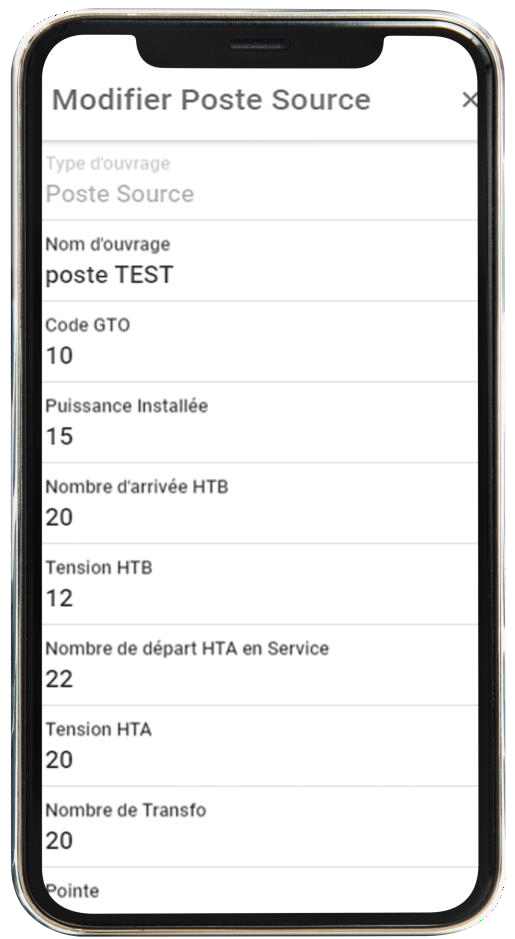 Modifier Poste Source
×
Type d'ouvrage
Poste Source
Nom d'ouvrage
poste TEST
Code GTO
10
Puissance Installée
15
Nombre d'arrivée HTB
20
Tension HTB
12
Nombre de départ HTA en Service
22
Tension HTA
20
Nombre de Transfo
20
Pointe